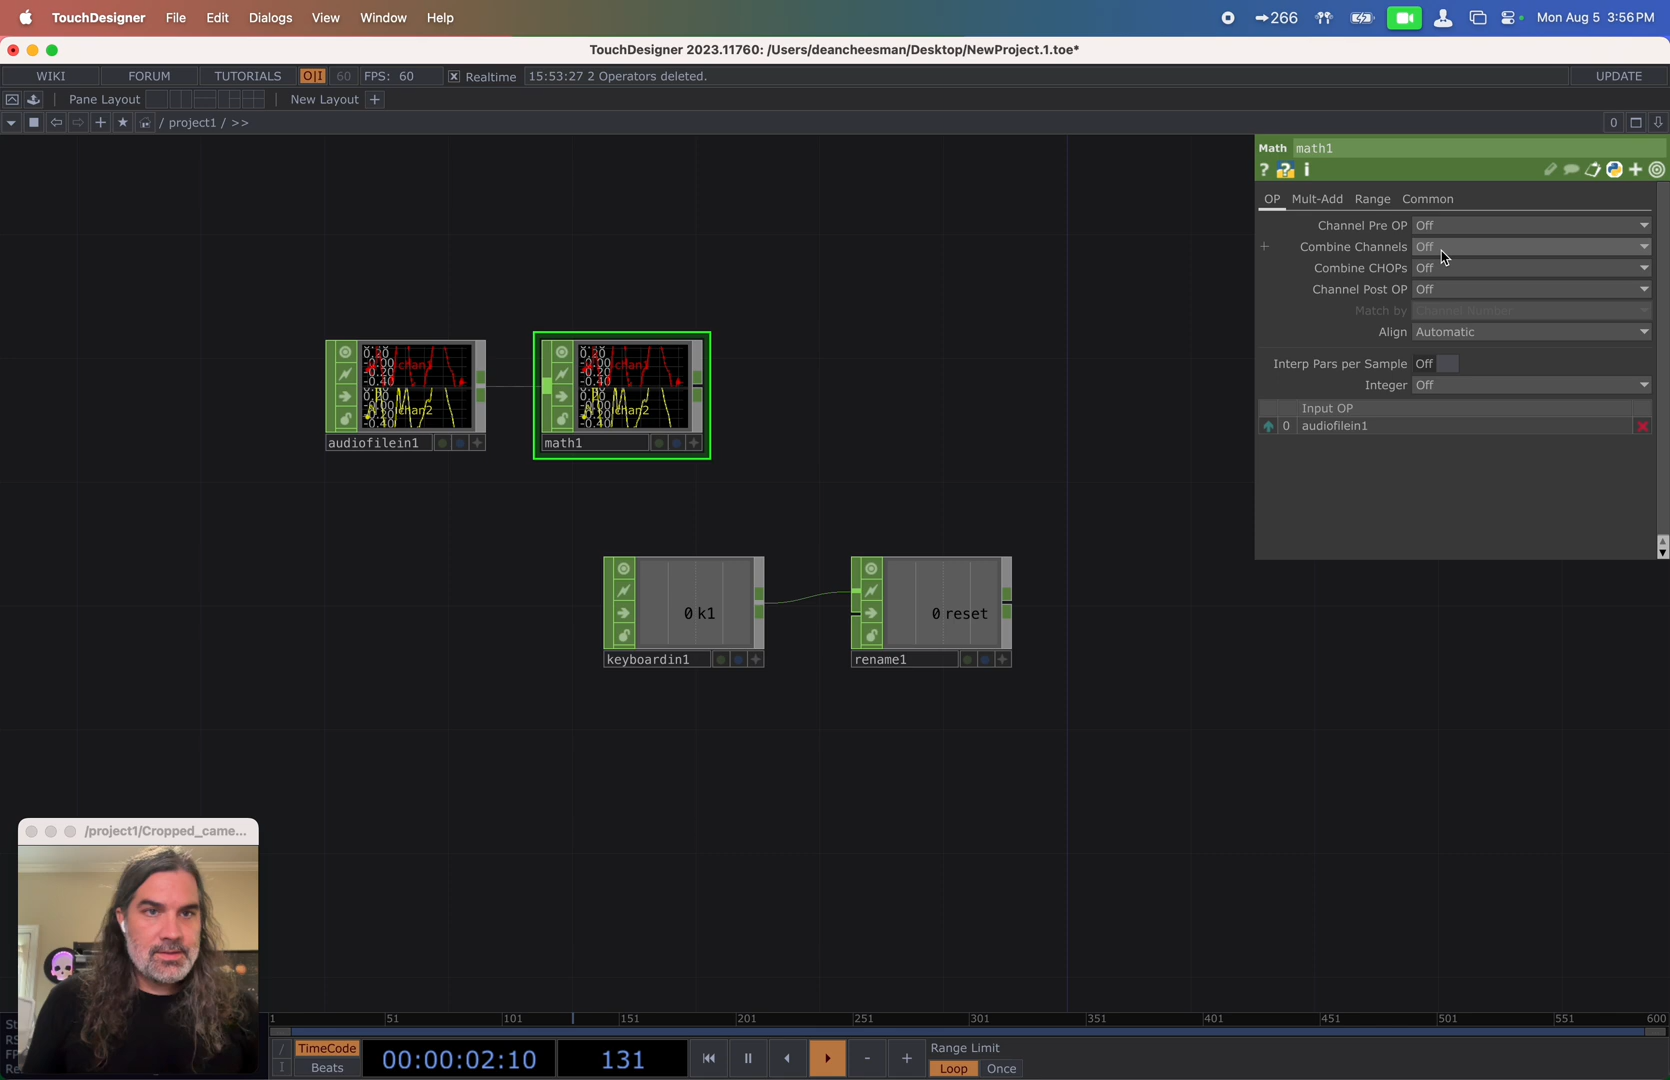 TouchDesigner File Edit Dialogs View Window Help
266 Mon Aug 5 3:56 PM
TouchDesigner 2023.11760: /Users/deancheesman/Desktop/NewProject.1.toe*
WIKI FORUM TUTORIALS O|I 60 FPS: 60 X Realtime 15:53:27 2 Operators deleted. UPDATE
Pane Layout New Layout +
/ project1 / >> 0
Math math1
? ? i
OP Mult-Add Range Common
Channel Pre OP Off
+ Combine Channels Off
Combine CHOPs Off
Channel Post OP Off
Match by Channel Number
Align Automatic
Interp Pars per Sample Off
Integer Off
Input OP
0 audiofilein1
chan1
chan2
audiofilein1
chan1
chan2
math1
0 k1
keyboardin1
0 reset
rename1
/project1/Cropped_came...
1 51 101 151 201 251 301 351 401 451 501 551 600
TimeCode
Beats
00:00:02:10
131
- +
Range Limit
Loop Once